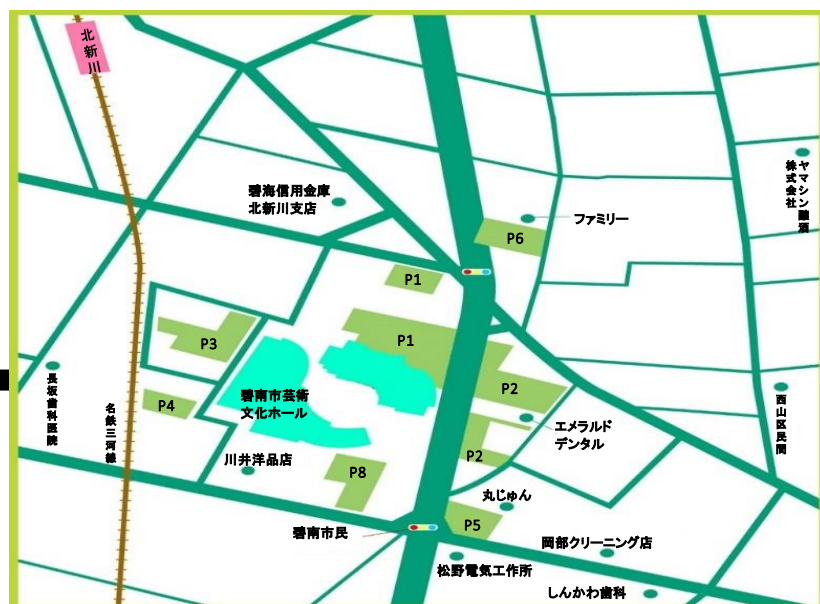 北新川
碧海信用金庫
北新川支店
ファミリー
ヤマシン醸酒
株式会社
P6
P1
P1
P3
P2
P4
長坂歯科医院
名鉄三河線
碧南市芸術
文化ホール
エメラルド
デンタル
西山区民間
川井洋品店
P8
P2
丸じゅん
P5
碧南市民
岡部クリーニング店
松野電気工作所
しんかわ歯科